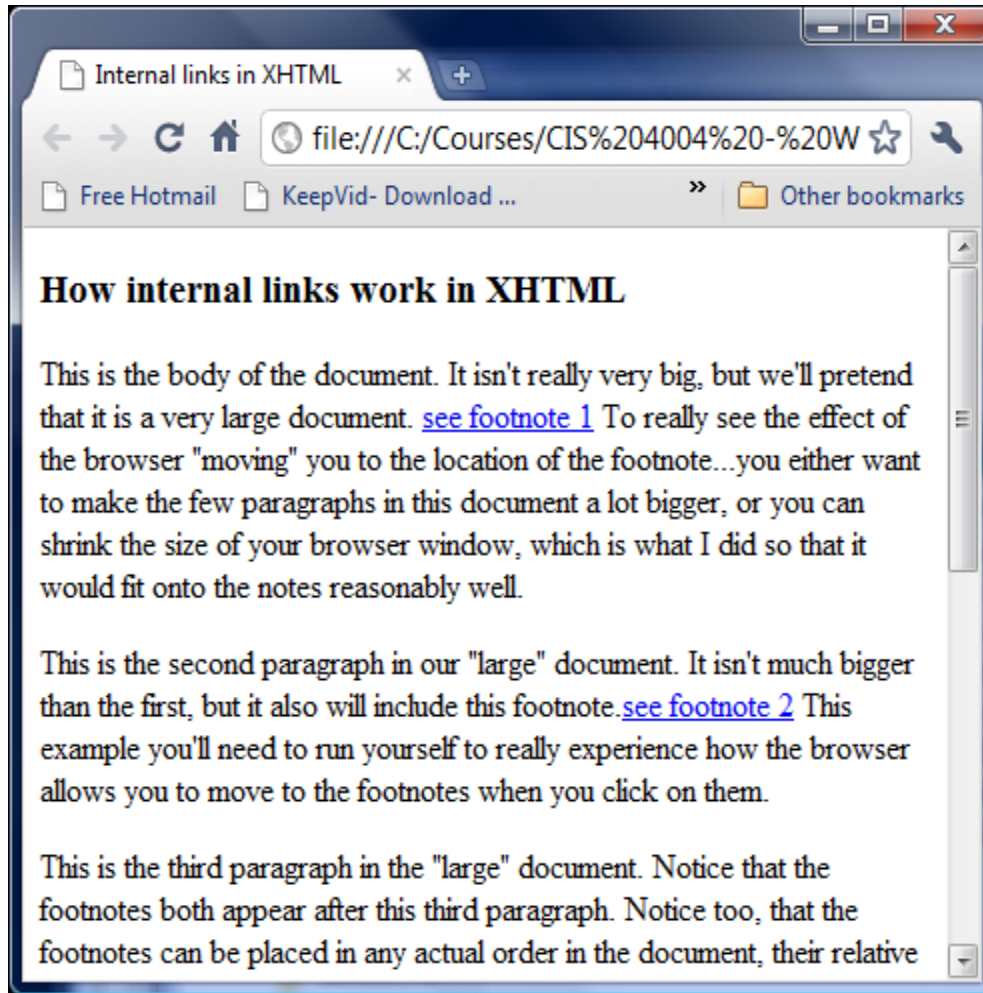 Internal links in XHTML
file:///C:/Courses/CIS%204004%20-%20W
Free Hotmail KeepVid- Download ... » Other bookmarks
How internal links work in XHTML
This is the body of the document. It isn't really very big, but we'll pretend
that it is a very large document. see footnote 1 To really see the effect of
the browser "moving" you to the location of the footnote...you either want
to make the few paragraphs in this document a lot bigger, or you can
shrink the size of your browser window, which is what I did so that it
would fit onto the notes reasonably well.
This is the second paragraph in our "large" document. It isn't much bigger
than the first, but it also will include this footnote.see footnote 2 This
example you'll need to run yourself to really experience how the browser
allows you to move to the footnotes when you click on them.
This is the third paragraph in the "large" document. Notice that the
footnotes both appear after this third paragraph. Notice too, that the
footnotes can be placed in any actual order in the document, their relative